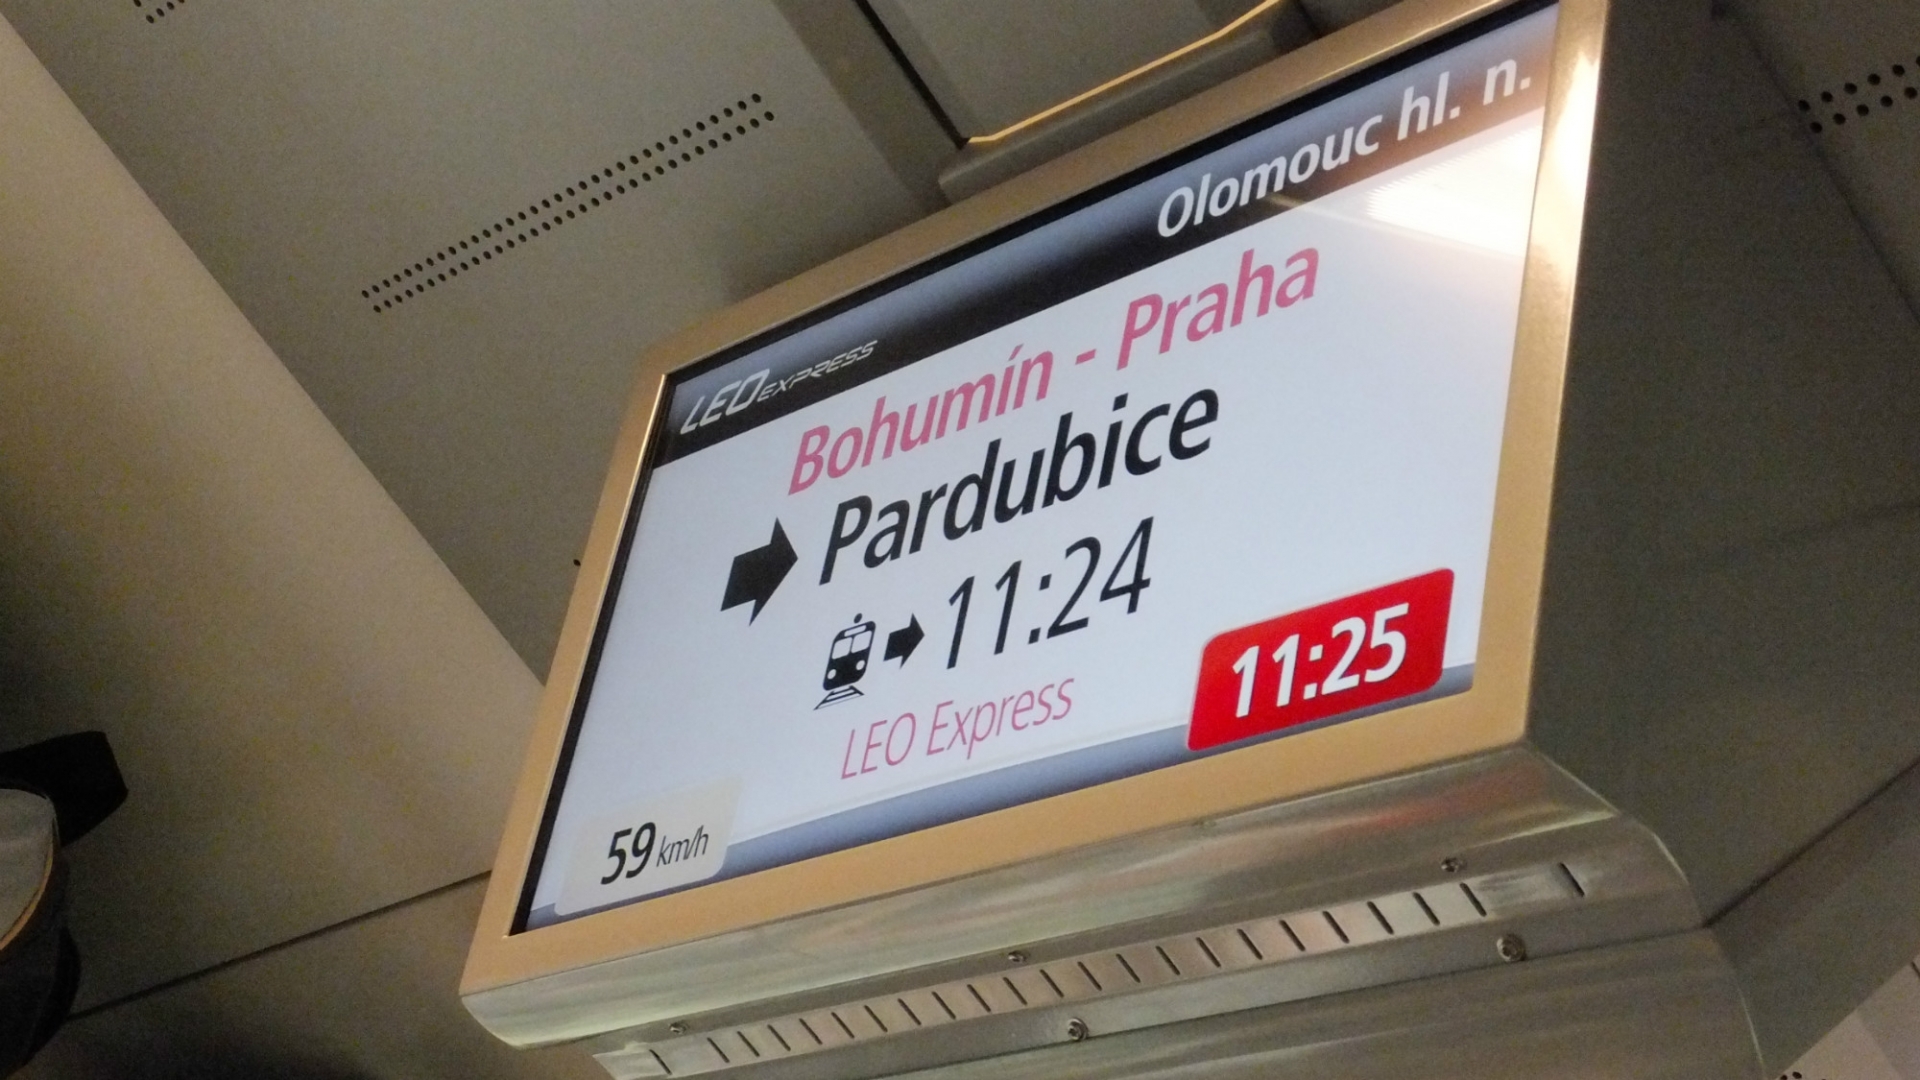 LEO EXPRESS
Olomouc hl. n.
Bohumín - Praha
Pardubice
11:24
LEO Express
11:25
59 km/h